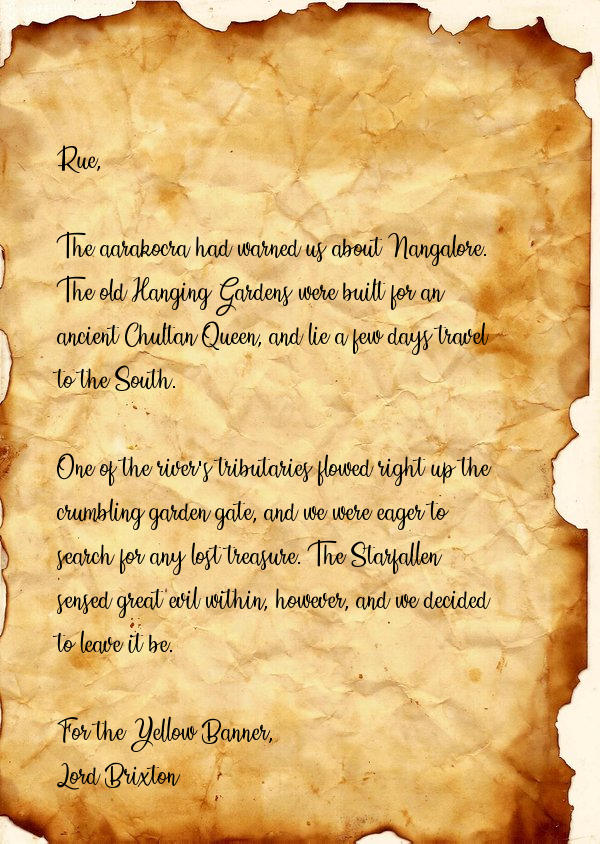 Rue,
The aarakocra had warned us about Nangalore.
The old Hanging Gardens were built for an
ancient Chultan Queen, and lie a few days travel
to the South.
One of the river's tributaries flowed right up the
crumbling garden gate, and we were eager to
search for any lost treasure. The Starfallen
sensed great evil within, however, and we decided
to leave it be.
For the Yellow Banner,
Lord Brixton